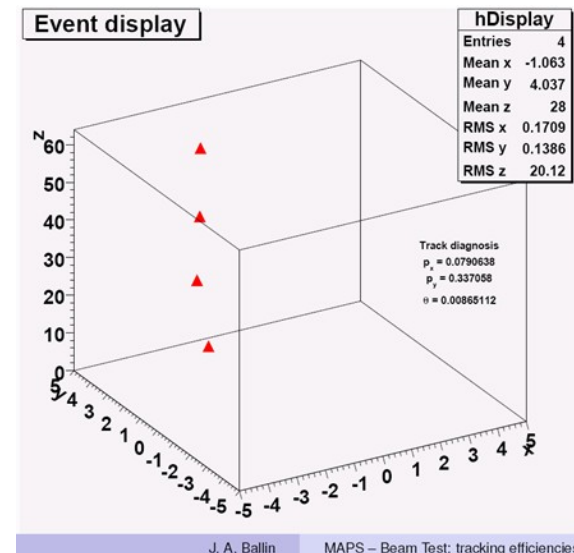 Event display
hDisplay
Entries 4
Mean x -1.063
Mean y 4.037
Mean z 28
RMS x 0.1709
RMS y 0.1386
RMS z 20.12
z
60
50
40
30
20
10
0
Track diagnosis
px = 0.0790638
py = 0.337058
θ = 0.00865112
5 4 3 2 1 0 -1 -2 -3 -4 -5
y
-5 -4 -3 -2 -1 0 1 2 3 4 5
x
J. A. Ballin MAPS – Beam Test: tracking efficiencies